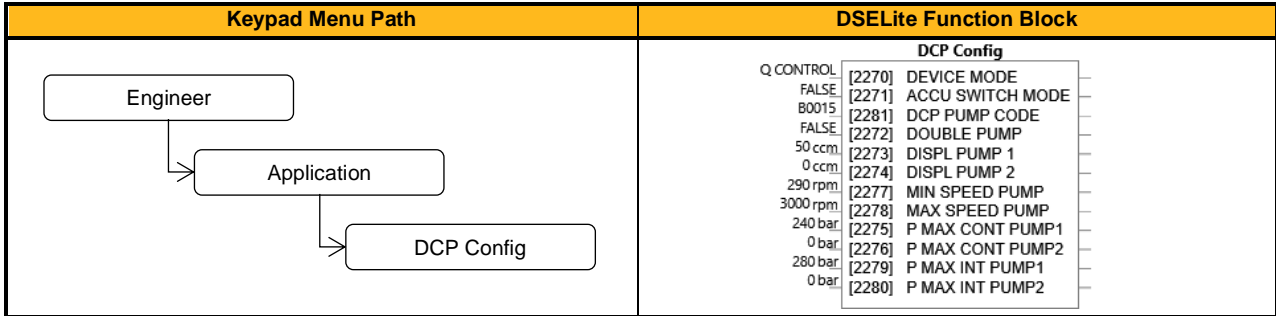 Keypad Menu Path
DSELite Function Block
Engineer
Application
DCP Config
DCP Config
Q CONTROL [2270] DEVICE MODE
FALSE [2271] ACCU SWITCH MODE
B0015 [2281] DCP PUMP CODE
FALSE [2272] DOUBLE PUMP
50 ccm [2273] DISPL PUMP 1
0 ccm [2274] DISPL PUMP 2
290 rpm [2277] MIN SPEED PUMP
3000 rpm [2278] MAX SPEED PUMP
240 bar [2275] P MAX CONT PUMP1
0 bar [2276] P MAX CONT PUMP2
280 bar [2279] P MAX INT PUMP1
0 bar [2280] P MAX INT PUMP2